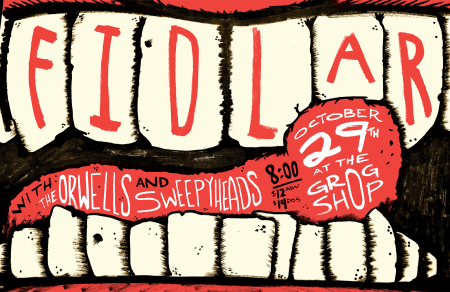 FIDLAR
WITH THE ORWELLS AND SWEEPYHEADS
8:00
$12 ADV
$14 DOS
OCTOBER
29TH
AT THE
GROG
SHOP